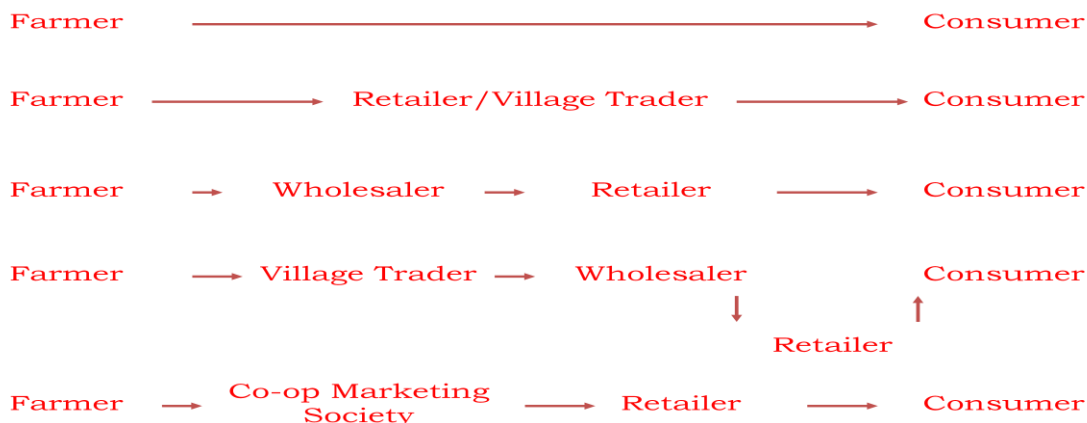 Farmer Consumer
Farmer Retailer/Village Trader Consumer
Farmer Wholesaler Retailer Consumer
Farmer Village Trader Wholesaler Consumer
Retailer
Co-op Marketing
Farmer Society Retailer Consumer